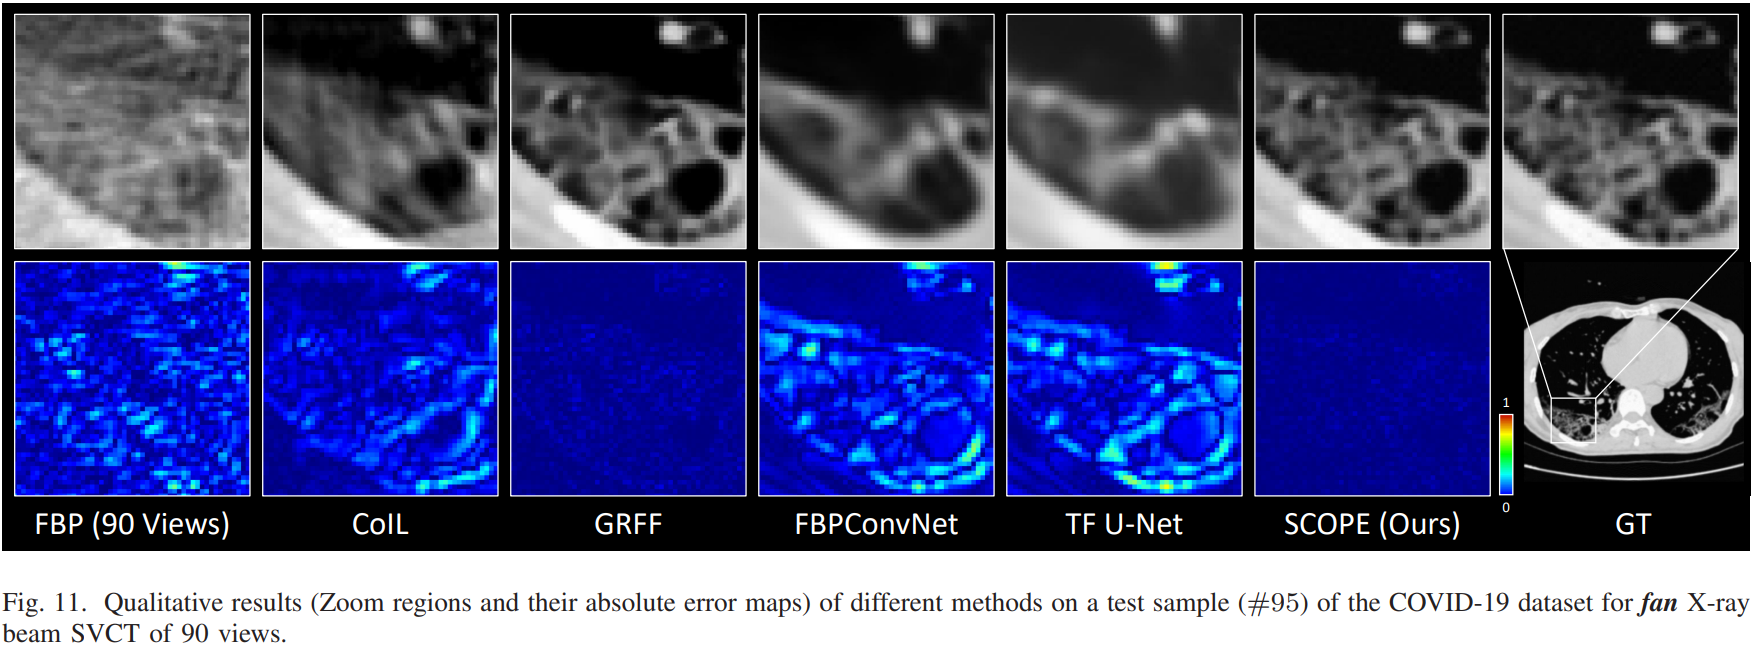 1
0
FBP (90 Views) CoIL GRFF FBPConvNet TF U-Net SCOPE (Ours) GT
Fig. 11. Qualitative results (Zoom regions and their absolute error maps) of different methods on a test sample (#95) of the COVID-19 dataset for fan X-ray
beam SVCT of 90 views.